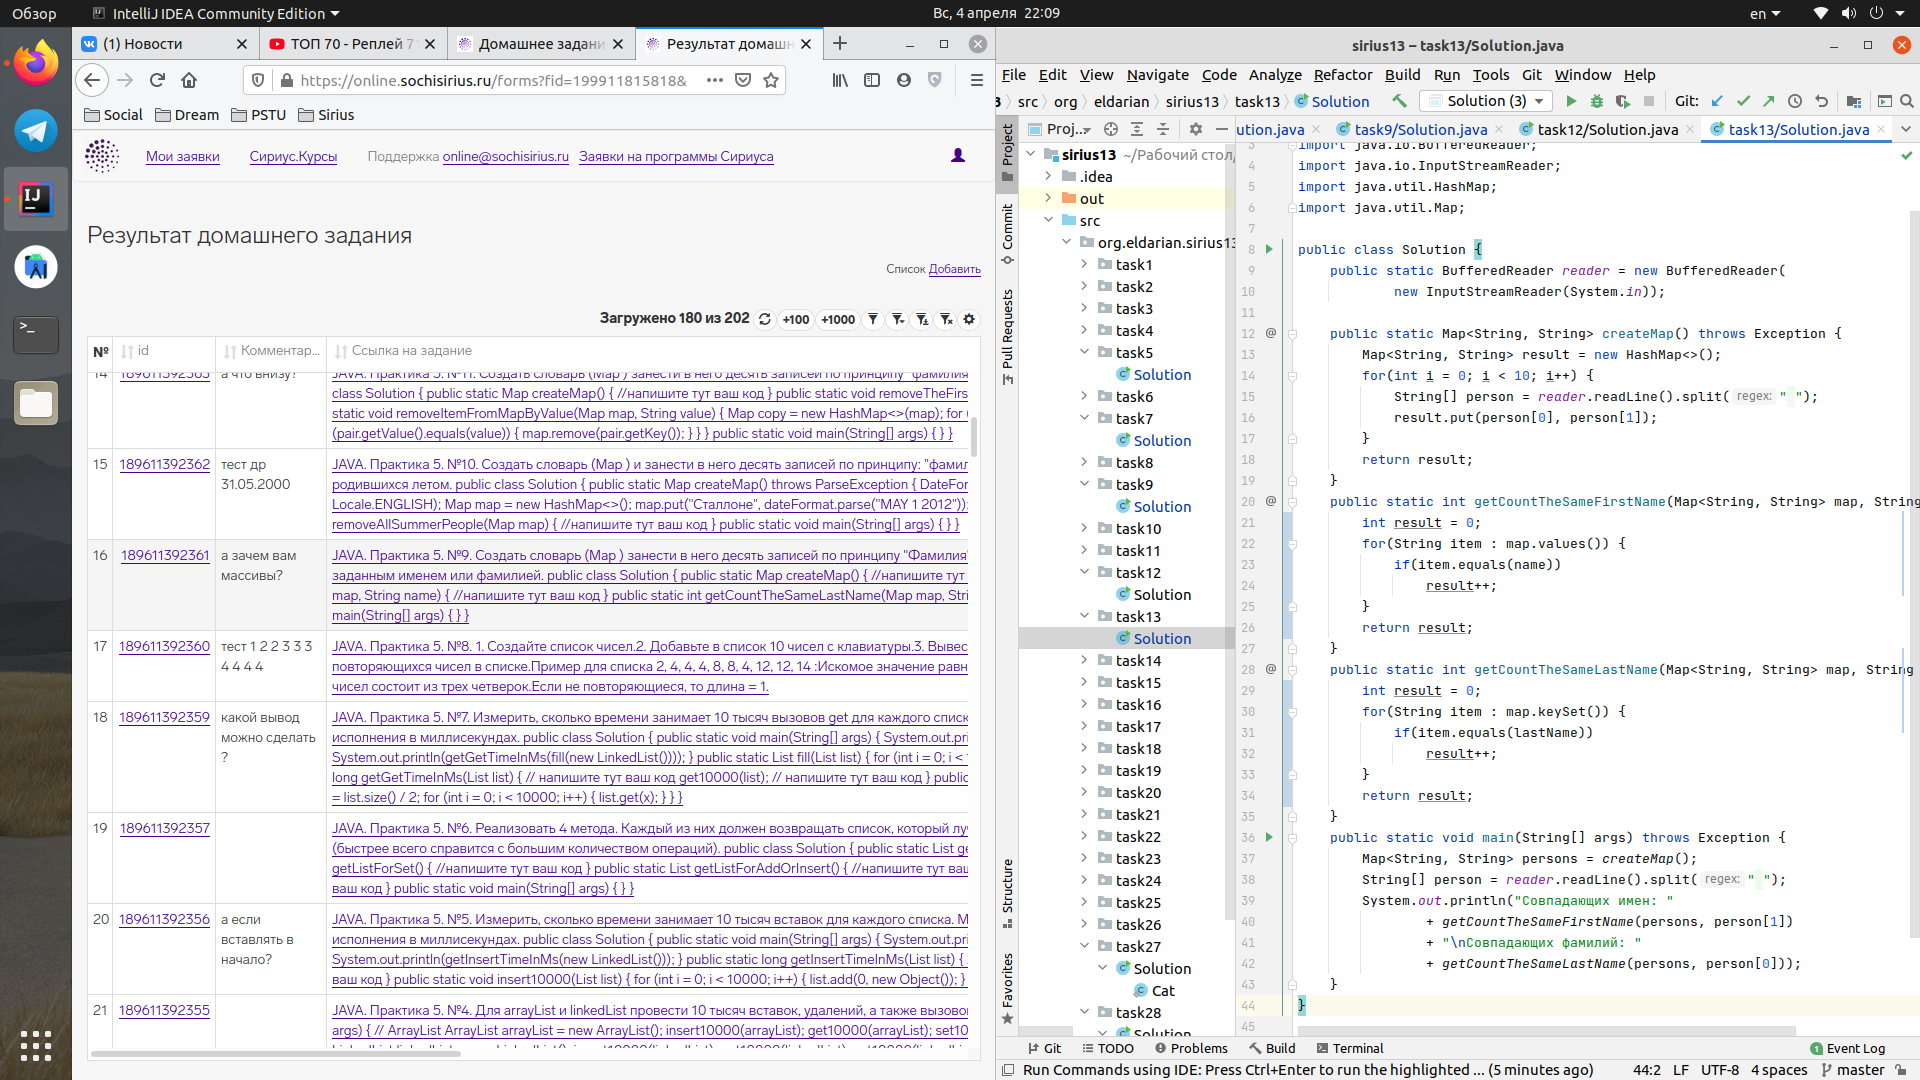 Обзор
IntelliJ IDEA Community Edition
Вс, 4 апреля 22:09
en
(1) Новости
ТОП 70 - Реплей 7
Домашнее задани
Результат домашн
https://online.sochisirius.ru/forms?fid=199911815818&
Social
Dream
PSTU
Sirius
Мои заявки
Сириус.Курсы
Поддержка online@sochisirius.ru
Заявки на программы Сириуса
Результат домашнего задания
Список Добавить
Загружено 180 из 202
+100
+1000
№
id
Комментар...
Ссылка на задание
14 189611392363 а что внизу? JAVA. Практика 5. №11. Создать словарь (Map ) занести в него десять записей по принципу "фамилия
class Solution { public static Map createMap() { //напишите тут ваш код } public static void removeTheFirs
static void removeItemFromMapByValue(Map map, String value) { Map copy = new HashMap<>(map); for (
(pair.getValue().equals(value)) { map.remove(pair.getKey()); } } } public static void main(String[] args) { } }
15 189611392362 тест др 31.05.2000
JAVA. Практика 5. №10. Создать словарь (Map ) и занести в него десять записей по принципу: "фамил
родившихся летом. public class Solution { public static Map createMap() throws ParseException { DateFor
Locale.ENGLISH); Map map = new HashMap<>(); map.put("Сталлоне", dateFormat.parse("MAY 1 2012"));
removeAllSummerPeople(Map map) { //напишите тут ваш код } public static void main(String[] args) { } }
16 189611392361 а зачем вам массивы?
JAVA. Практика 5. №9. Создать словарь (Map ) занести в него десять записей по принципу "Фамилия"
заданным именем или фамилией. public class Solution { public static Map createMap() { //напишите тут
map, String name) { //напишите тут ваш код } public static int getCountTheSameLastName(Map map, Str
main(String[] args) { } }
17 189611392360 тест 1 2 2 3 3 3 4 4 4 4
JAVA. Практика 5. №8. 1. Создайте список чисел.2. Добавьте в список 10 чисел с клавиатуры.3. Вывес
повторяющихся чисел в списке.Пример для списка 2, 4, 4, 4, 8, 8, 4, 12, 12, 14 :Искомое значение равн
чисел состоит из трех четверок.Если не повторяющиеся, то длина = 1.
18 189611392359 какой вывод можно сделать ?
JAVA. Практика 5. №7. Измерить, сколько времени занимает 10 тысяч вызовов get для каждого списк
исполнения в миллисекундах. public class Solution { public static void main(String[] args) { System.out.pri
System.out.println(getGetTimeInMs(fill(new LinkedList()))); } public static List fill(List list) { for (int i = 0; i <
long getGetTimeInMs(List list) { // напишите тут ваш код get10000(list); // напишите тут ваш код } public
= list.size() / 2; for (int i = 0; i < 10000; i++) { list.get(x); } } }
19 189611392357
JAVA. Практика 5. №6. Реализовать 4 метода. Каждый из них должен возвращать список, который лу
(быстрее всего справится с большим количеством операций). public class Solution { public static List ge
getListForSet() { //напишите тут ваш код } public static List getListForAddOrInsert() { //напишите тут ваш
ваш код } public static void main(String[] args) { } }
20 189611392356 а если вставлять в начало?
JAVA. Практика 5. №5. Измерить, сколько времени занимает 10 тысяч вставок для каждого списка. М
исполнения в миллисекундах. public class Solution { public static void main(String[] args) { System.out.pri
System.out.println(getInsertTimeInMs(new LinkedList())); } public static long getInsertTimeInMs(List list) {
ваш код } public static void insert10000(List list) { for (int i = 0; i < 10000; i++) { list.add(0, new Object()); }
21 189611392355
JAVA. Практика 5. №4. Для arrayList и linkedList провести 10 тысяч вставок, удалений, а также вызово
args) { // ArrayList ArrayList arrayList = new ArrayList(); insert10000(arrayList); get10000(arrayList); set10
sirius13 – task13/Solution.java
File Edit View Navigate Code Analyze Refactor Build Run Tools Git Window Help
3 src org eldarian sirius13 task13 Solution
Solution (3)
Git:
Proj...
ution.java
task9/Solution.java
task12/Solution.java
task13/Solution.java
Project
Commit
Pull Requests
Structure
Favorites
sirius13 ~/Рабочий стол/
.idea
out
src
org.eldarian.sirius13
task1
task2
task3
task4
task5
Solution
task6
task7
Solution
task8
task9
Solution
task10
task11
task12
Solution
task13
Solution
task14
task15
task16
task17
task18
task19
task20
task21
task22
task23
task24
task25
task26
task27
Solution
Cat
task28
Solution
3 import java.io.BufferedReader;
4 import java.io.InputStreamReader;
5 import java.util.HashMap;
6 import java.util.Map;
7
8 public class Solution {
9 public static BufferedReader reader = new BufferedReader(
10 new InputStreamReader(System.in));
11
12 @ public static Map<String, String> createMap() throws Exception {
13 Map<String, String> result = new HashMap<>();
14 for(int i = 0; i < 10; i++) {
15 String[] person = reader.readLine().split( regex: " ");
16 result.put(person[0], person[1]);
17 }
18 return result;
19 }
20 @ public static int getCountTheSameFirstName(Map<String, String> map, String
21 int result = 0;
22 for(String item : map.values()) {
23 if(item.equals(name))
24 result++;
25 }
26 return result;
27 }
28 @ public static int getCountTheSameLastName(Map<String, String> map, String
29 int result = 0;
30 for(String item : map.keySet()) {
31 if(item.equals(lastName))
32 result++;
33 }
34 return result;
35 }
36 public static void main(String[] args) throws Exception {
37 Map<String, String> persons = createMap();
38 String[] person = reader.readLine().split( regex: " ");
39 System.out.println("Совпадающих имен: "
40 + getCountTheSameFirstName(persons, person[1])
41 + "\nСовпадающих фамилий: "
42 + getCountTheSameLastName(persons, person[0]));
43 }
44 }
45
Git
TODO
Problems
Build
Terminal
1 Event Log
Run Commands using IDE: Press Ctrl+Enter to run the highlighted ... (5 minutes ago)
44:2 LF UTF-8 4 spaces master